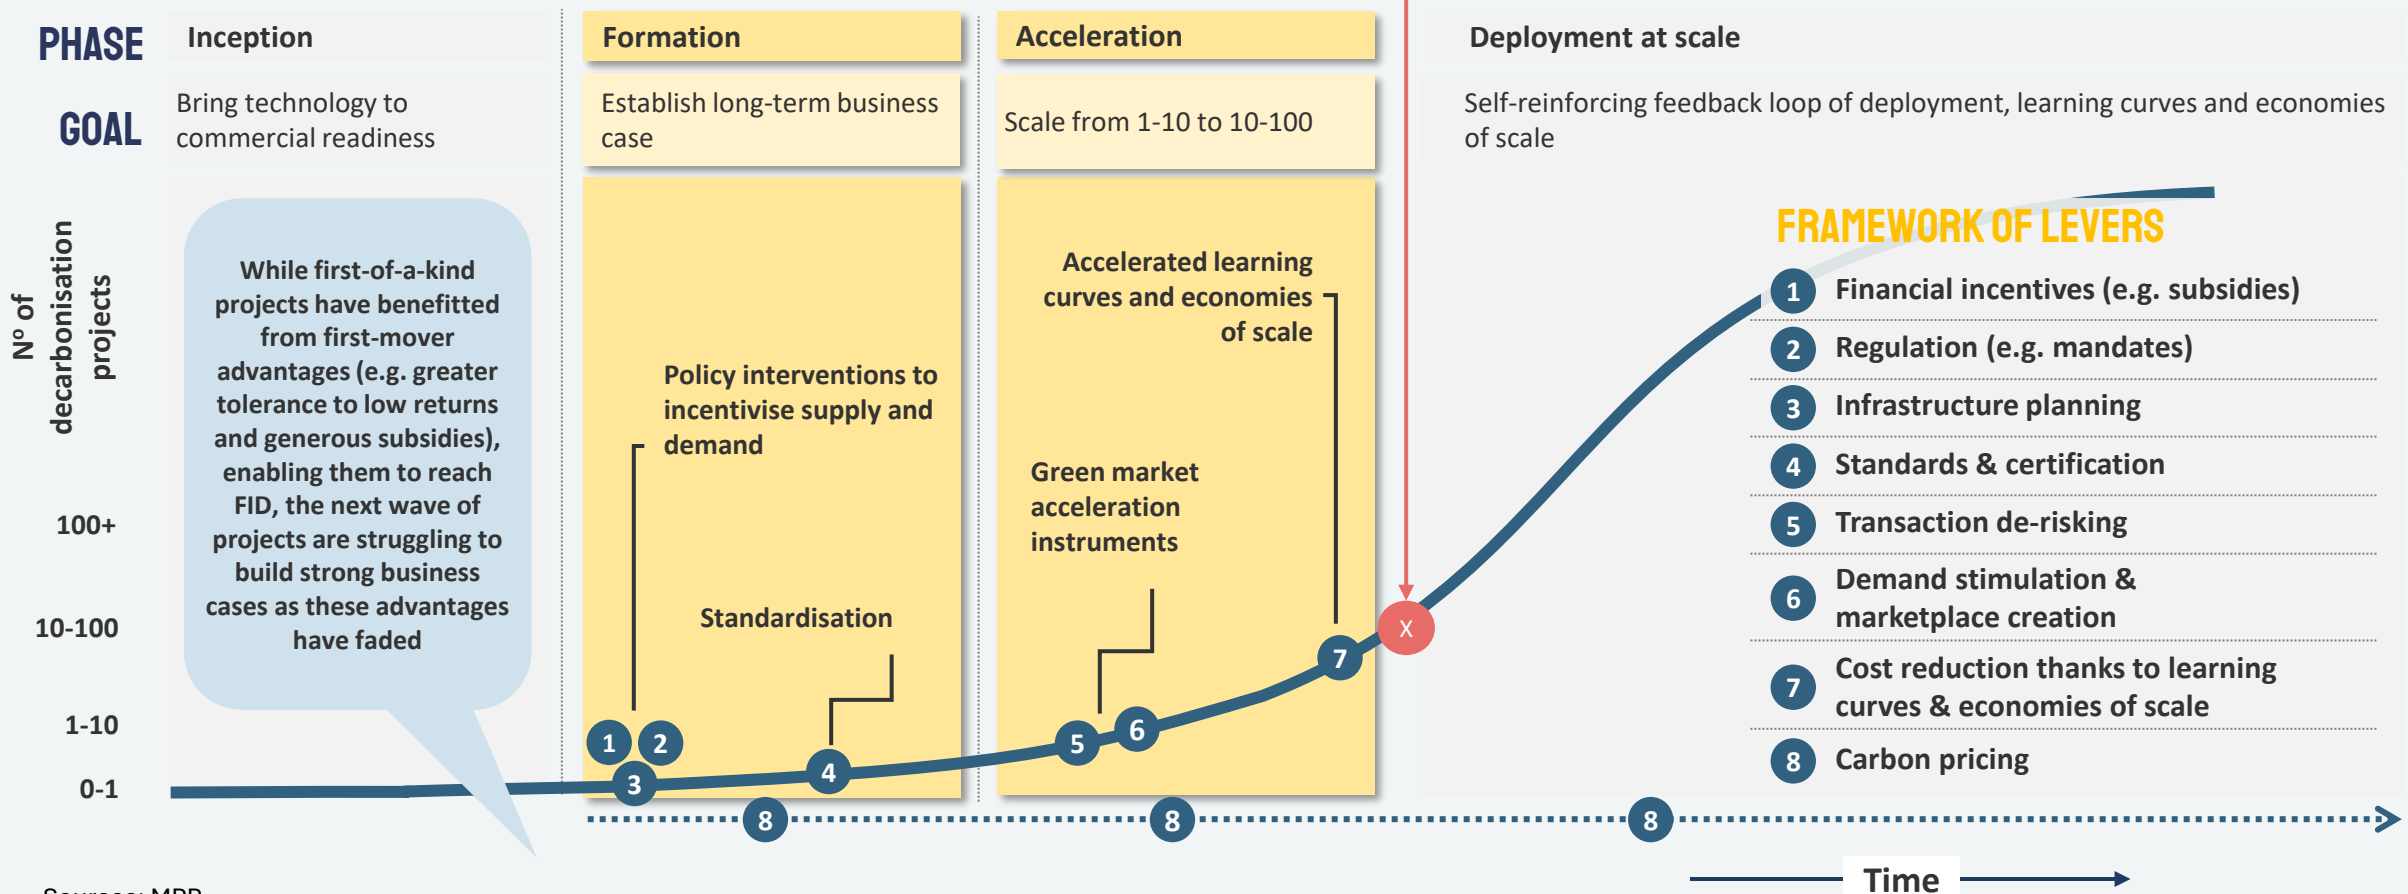 PHASE
Inception
Formation
Acceleration
Deployment at scale
GOAL
Bring technology to
commercial readiness
Establish long-term business
case
Scale from 1-10 to 10-100
Self-reinforcing feedback loop of deployment, learning curves and economies
of scale
Nº of
decarbonisation
projects
100+
10-100
1-10
0-1
While first-of-a-kind
projects have benefitted
from first-mover
advantages (e.g. greater
tolerance to low returns
and generous subsidies),
enabling them to reach
FID, the next wave of
projects are struggling to
build strong business
cases as these advantages
have faded
Policy interventions to
incentivise supply and
demand
Standardisation
1
2
3
4
Accelerated learning
curves and economies
of scale
Green market
acceleration
instruments
5
6
7
X
FRAMEWORK OF LEVERS
1 Financial incentives (e.g. subsidies)
2 Regulation (e.g. mandates)
3 Infrastructure planning
4 Standards & certification
5 Transaction de-risking
6 Demand stimulation &
marketplace creation
7 Cost reduction thanks to learning
curves & economies of scale
8 Carbon pricing
8
8
8
Time
Sources: MPP